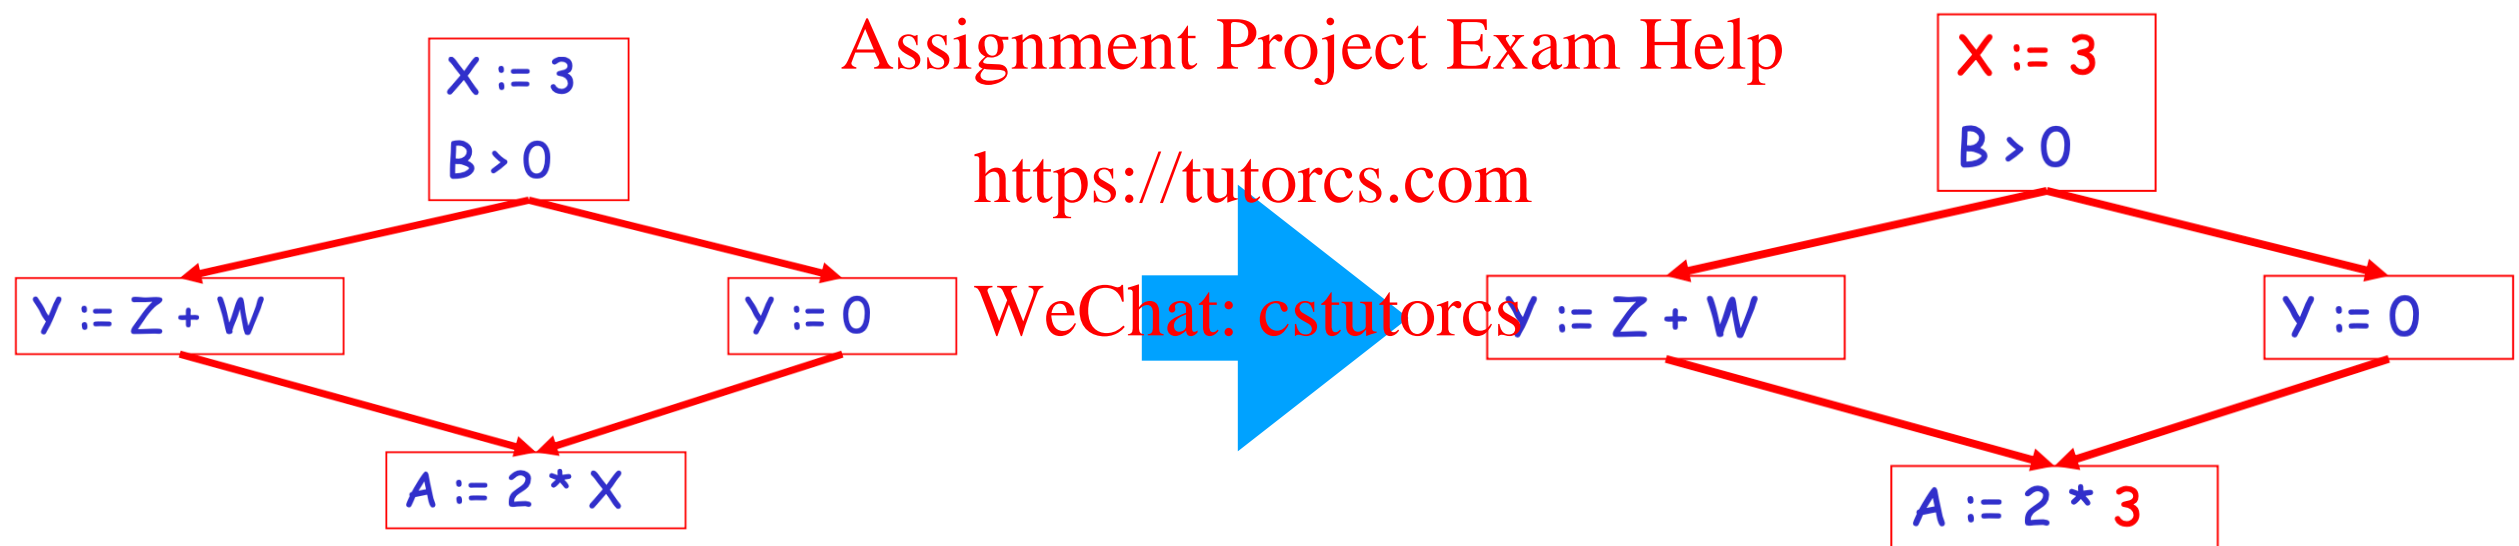 Assignment Project Exam Help
https://tutorcs.com
WeChat: cstutorcs
X := 3
B > 0
Y := Z + W
Y := 0
A := 2 * X
X := 3
B > 0
Y := Z + W
Y := 0
A := 2 * 3